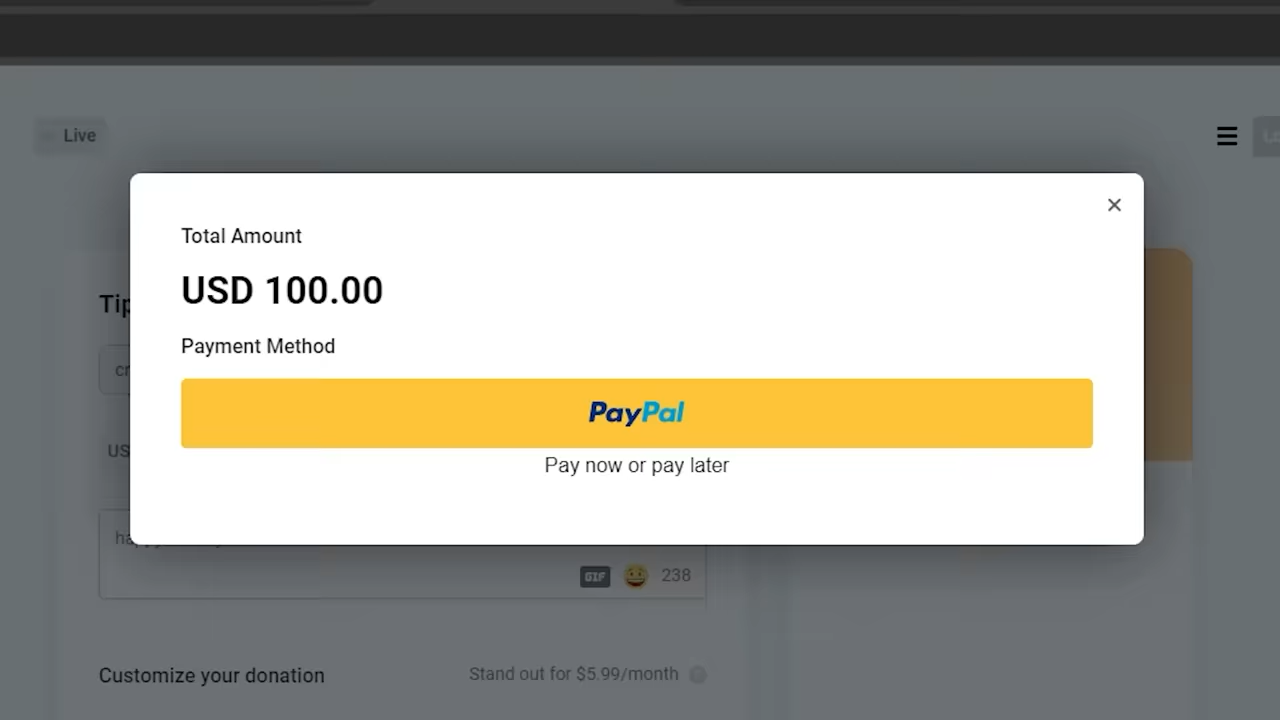 Live
Total Amount
USD 100.00
Tip
Payment Method
PayPal
Pay now or pay later
GIF
238
Customize your donation
Stand out for $5.99/month